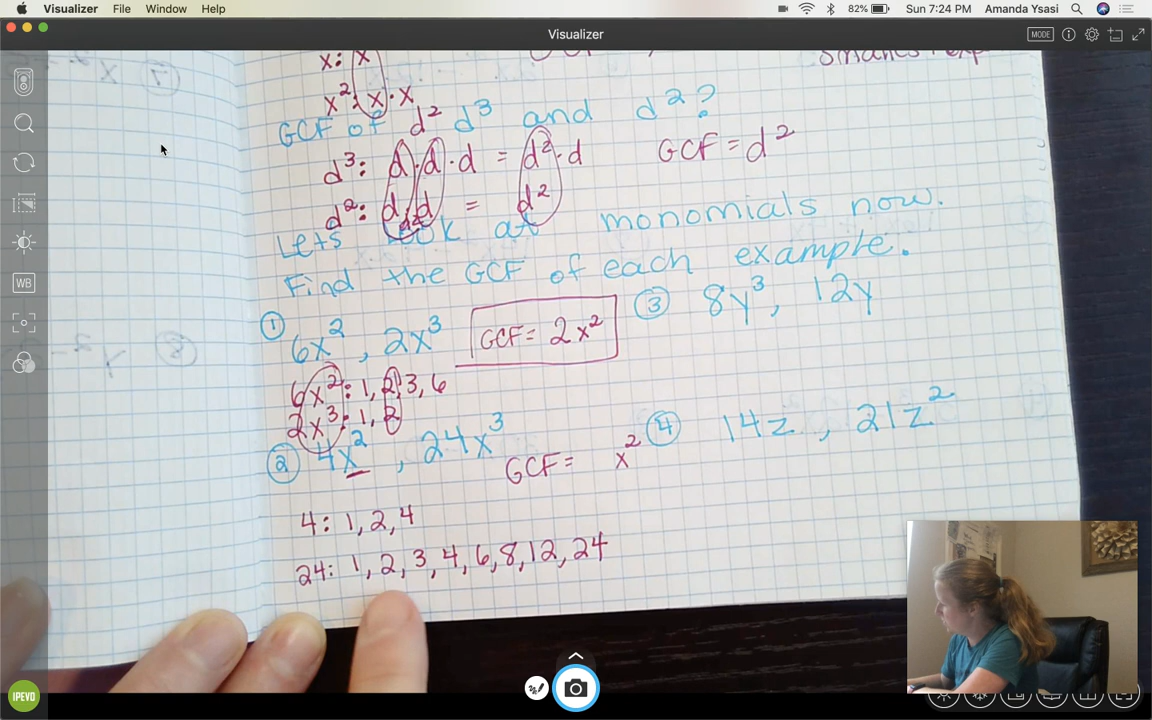 Visualizer File Window Help 82% Sun 7:24 PM Amanda Ysasi
Visualizer
MODE
x: x
x²: x · x
GCF of d² d³ and d²?
d³: d · d · d = d² · d GCF = d²
d²: d · d = d²
Lets look at monomials now.
Find the GCF of each example.
① 6x², 2x³ GCF = 2x²
6x²: 1, 2, 3, 6
2x³: 1, 2
② 4x², 24x³ GCF = x²
4: 1, 2, 4
24: 1, 2, 3, 4, 6, 8, 12, 24
③ 8y³, 12y
④ 14z, 21z²
WB
IPEVO